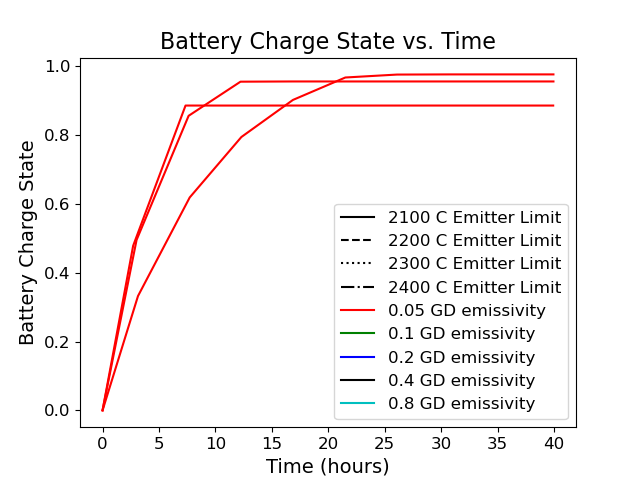 Battery Charge State vs. Time
Battery Charge State
1.0
0.8
0.6
0.4
0.2
0.0
2100 C Emitter Limit
2200 C Emitter Limit
2300 C Emitter Limit
2400 C Emitter Limit
0.05 GD emissivity
0.1 GD emissivity
0.2 GD emissivity
0.4 GD emissivity
0.8 GD emissivity
0 5 10 15 20 25 30 35 40
Time (hours)